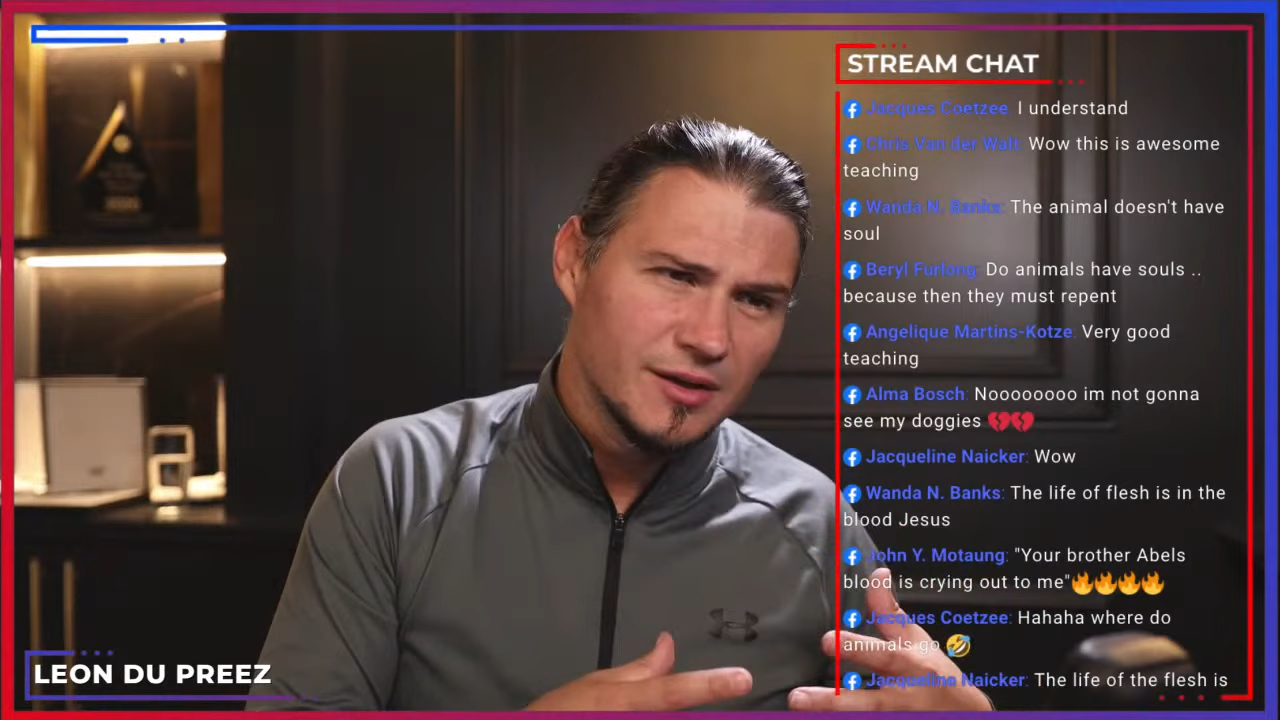 STREAM CHAT
Jacques Coetzee: I understand
Chris Van der Walt: Wow this is awesome
teaching
Wanda N. Banks: The animal doesn't have
soul
Beryl Furlong: Do animals have souls ..
because then they must repent
Angelique Martins-Kotze: Very good
teaching
Alma Bosch: Noooooooo im not gonna
see my doggies 💔💔
Jacqueline Naicker: Wow
Wanda N. Banks: The life of flesh is in the
blood Jesus
John Y. Motaung: "Your brother Abels
blood is crying out to me"🔥🔥🔥🔥
Jacques Coetzee: Hahaha where do
animals go 🤣
Jacqueline Naicker: The life of the flesh is
LEON DU PREEZ